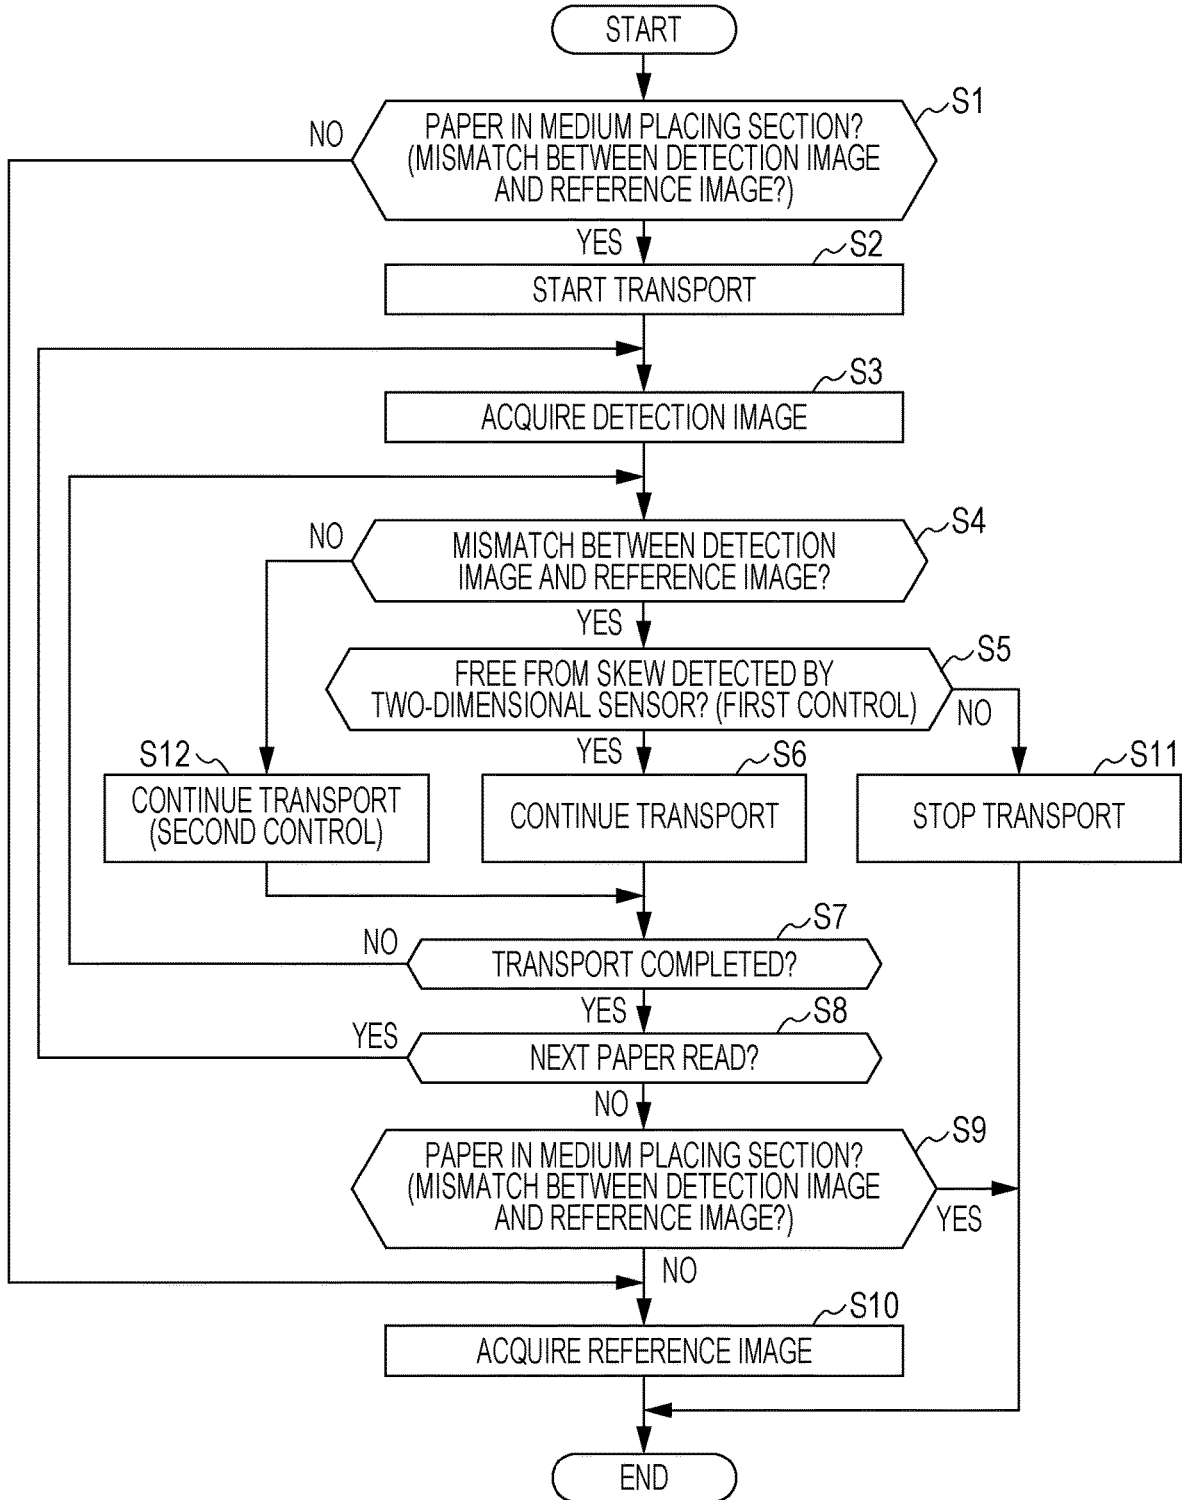 START
S1
NO
PAPER IN MEDIUM PLACING SECTION?
(MISMATCH BETWEEN DETECTION IMAGE
AND REFERENCE IMAGE?)
YES
S2
START TRANSPORT
S3
ACQUIRE DETECTION IMAGE
S4
NO
MISMATCH BETWEEN DETECTION
IMAGE AND REFERENCE IMAGE?
YES
S5
FREE FROM SKEW DETECTED BY
TWO-DIMENSIONAL SENSOR? (FIRST CONTROL)
NO
YES
S12
S6
S11
CONTINUE TRANSPORT
(SECOND CONTROL)
CONTINUE TRANSPORT
STOP TRANSPORT
S7
NO
TRANSPORT COMPLETED?
YES
S8
YES
NEXT PAPER READ?
NO
S9
PAPER IN MEDIUM PLACING SECTION?
(MISMATCH BETWEEN DETECTION IMAGE
AND REFERENCE IMAGE?)
YES
NO
S10
ACQUIRE REFERENCE IMAGE
END